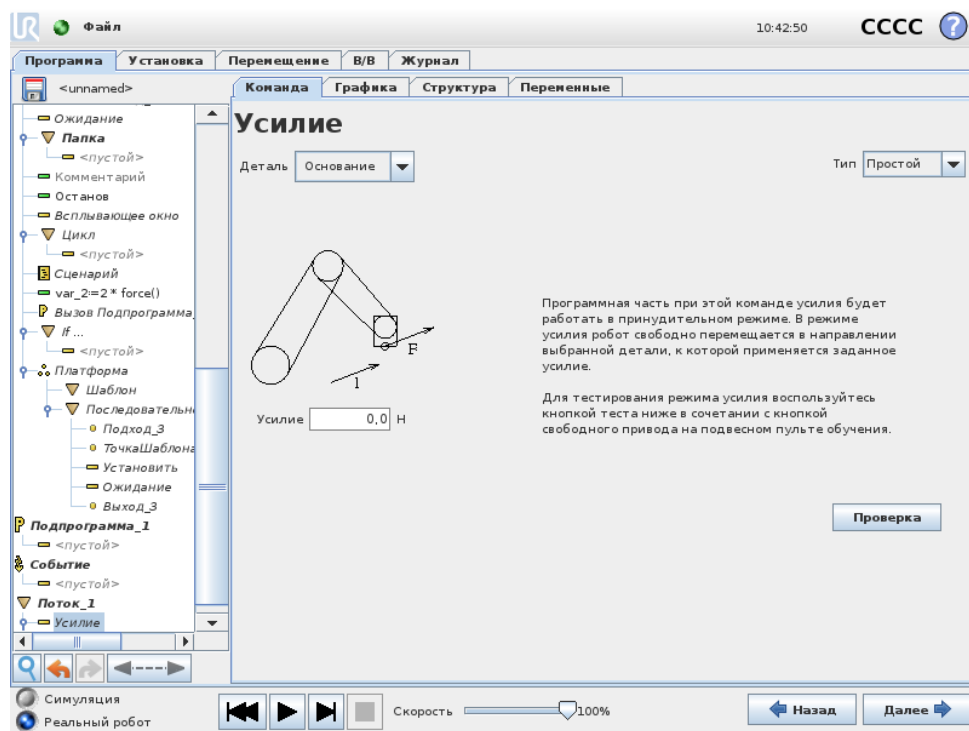 UR Файл 10:42:50 CCCC ?
Программа Установка Перемещение В/В Журнал
<unnamed>
Команда Графика Структура Переменные
Ожидание
Папка
<пустой>
Комментарий
Останов
Всплывающее окно
Цикл
<пустой>
Сценарий
var_2:=2 * force()
Вызов Подпрограмма_
If ...
<пустой>
Платформа
Шаблон
Последовательн
Подход_3
ТочкаШаблона
Установить
Ожидание
Выход_3
Подпрограмма_1
<пустой>
Событие
<пустой>
Поток_1
Усилие
Усилие
Деталь Основание
Тип Простой
F
1
Усилие 0,0 Н
Программная часть при этой команде усилия будет
работать в принудительном режиме. В режиме
усилия робот свободно перемещается в направлении
выбранной детали, к которой применяется заданное
усилие.
Для тестирования режима усилия воспользуйтесь
кнопкой теста ниже в сочетании с кнопкой
свободного привода на подвесном пульте обучения.
Проверка
Симуляция
Реальный робот
Скорость 100%
Назад
Далее